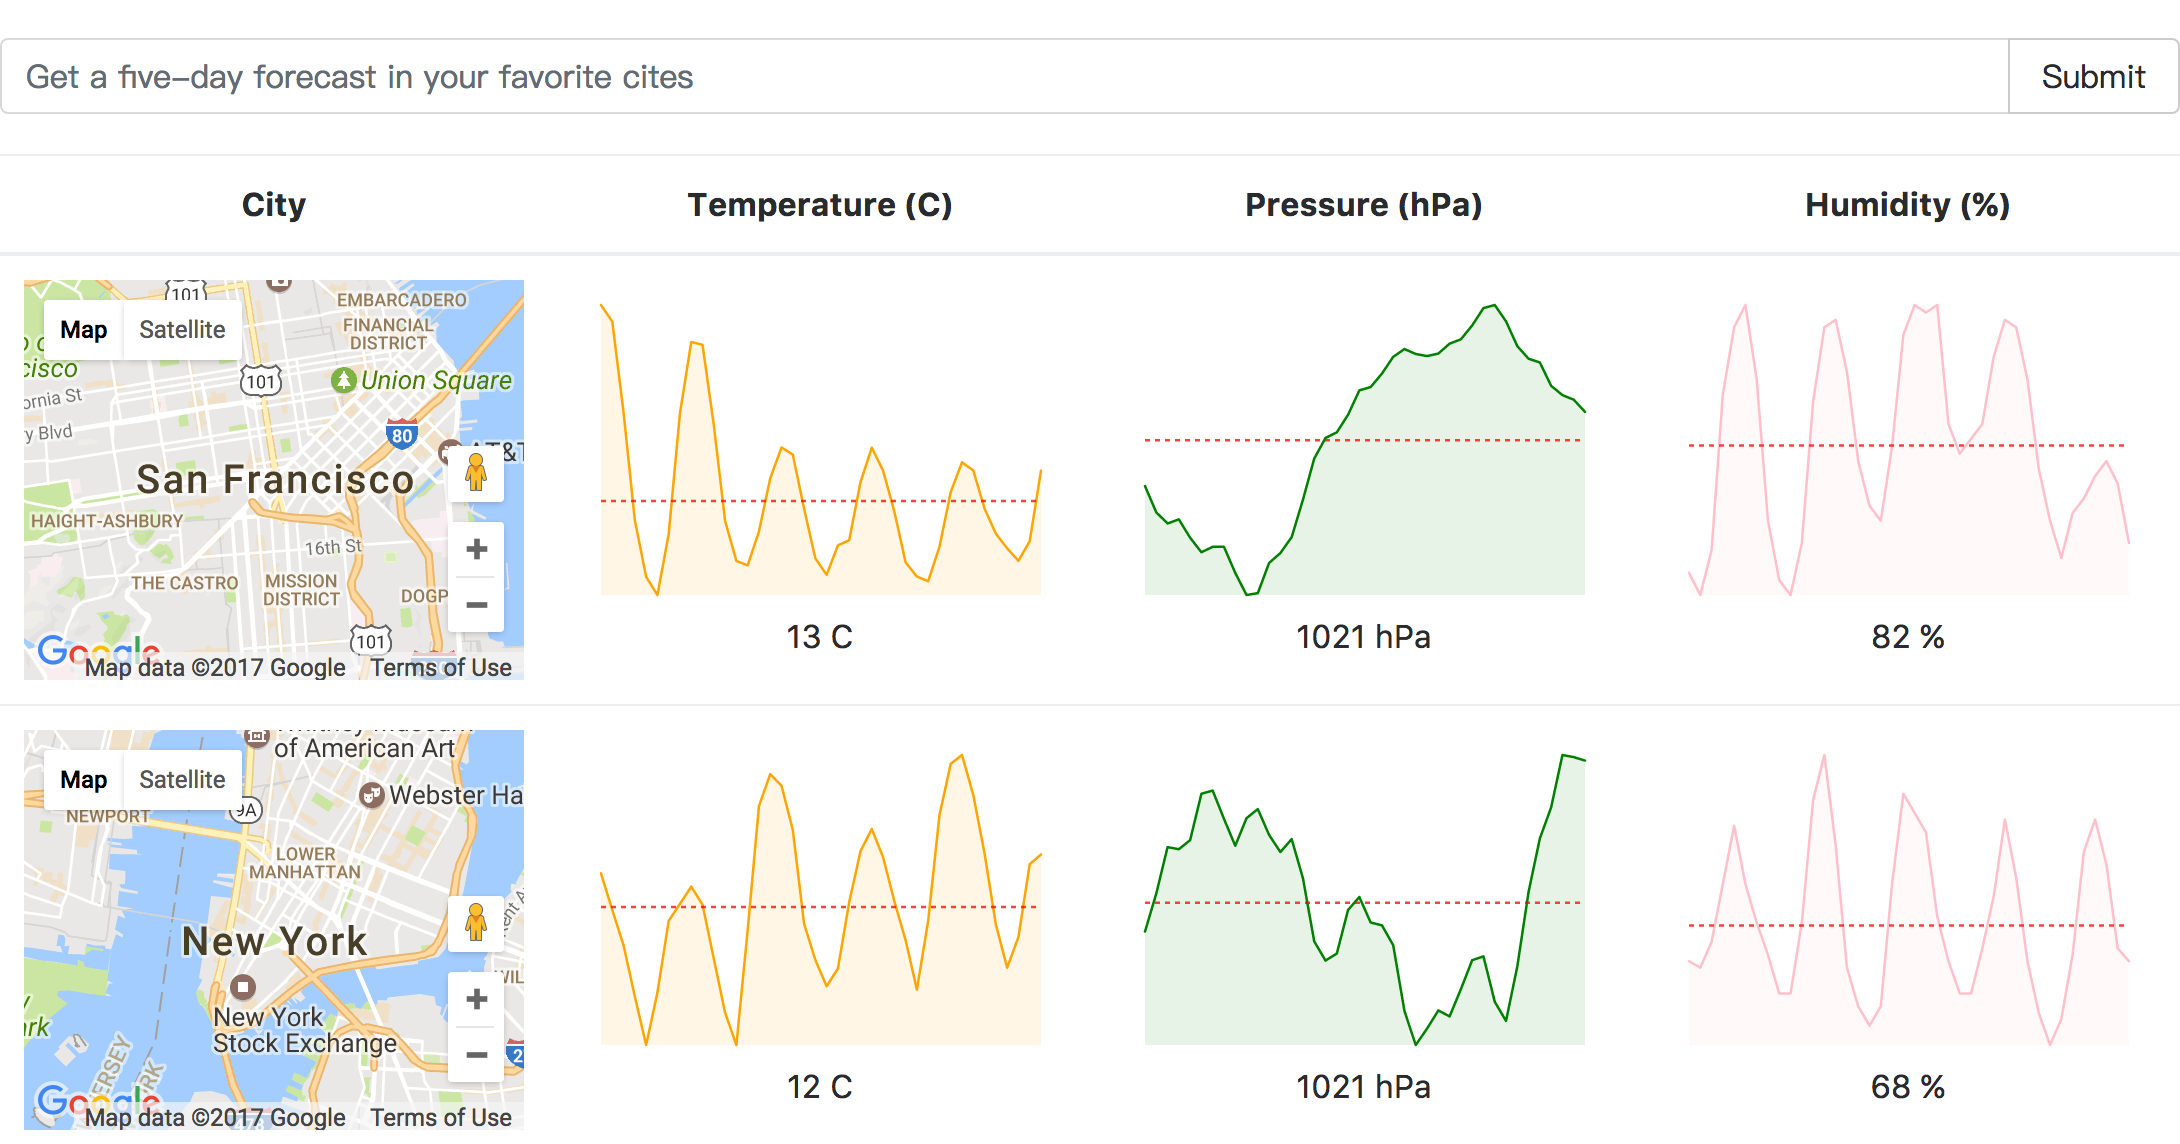 Get a five-day forecast in your favorite cites
Submit
City
Temperature (C)
Pressure (hPa)
Humidity (%)
101
Map
Satellite
EMBARCADERO
FINANCIAL
DISTRICT
cisco
101
Union Square
ornia St
y Blvd
80
AT&T
San Francisco
HAIGHT-ASHBURY
16th St
THE CASTRO
MISSION
DISTRICT
DOGP
101
Google
Map data ©2017 Google
Terms of Use
13 C
1021 hPa
82 %
of American Art
Map
Satellite
Webster Ha
9A
NEWPORT
LOWER
MANHATTAN
New York
WIL
New York
Stock Exchange
rk
ERSEY
RK
2
Google
Map data ©2017 Google
Terms of Use
12 C
1021 hPa
68 %